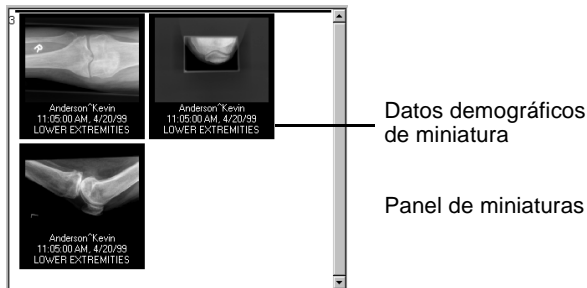 3
Anderson^Kevin
11:05:00 AM, 4/20/99
LOWER EXTREMITIES
Anderson^Kevin
11:05:00 AM, 4/20/99
LOWER EXTREMITIES
Anderson^Kevin
11:05:00 AM, 4/20/99
LOWER EXTREMITIES
Datos demográficos
de miniatura
Panel de miniaturas